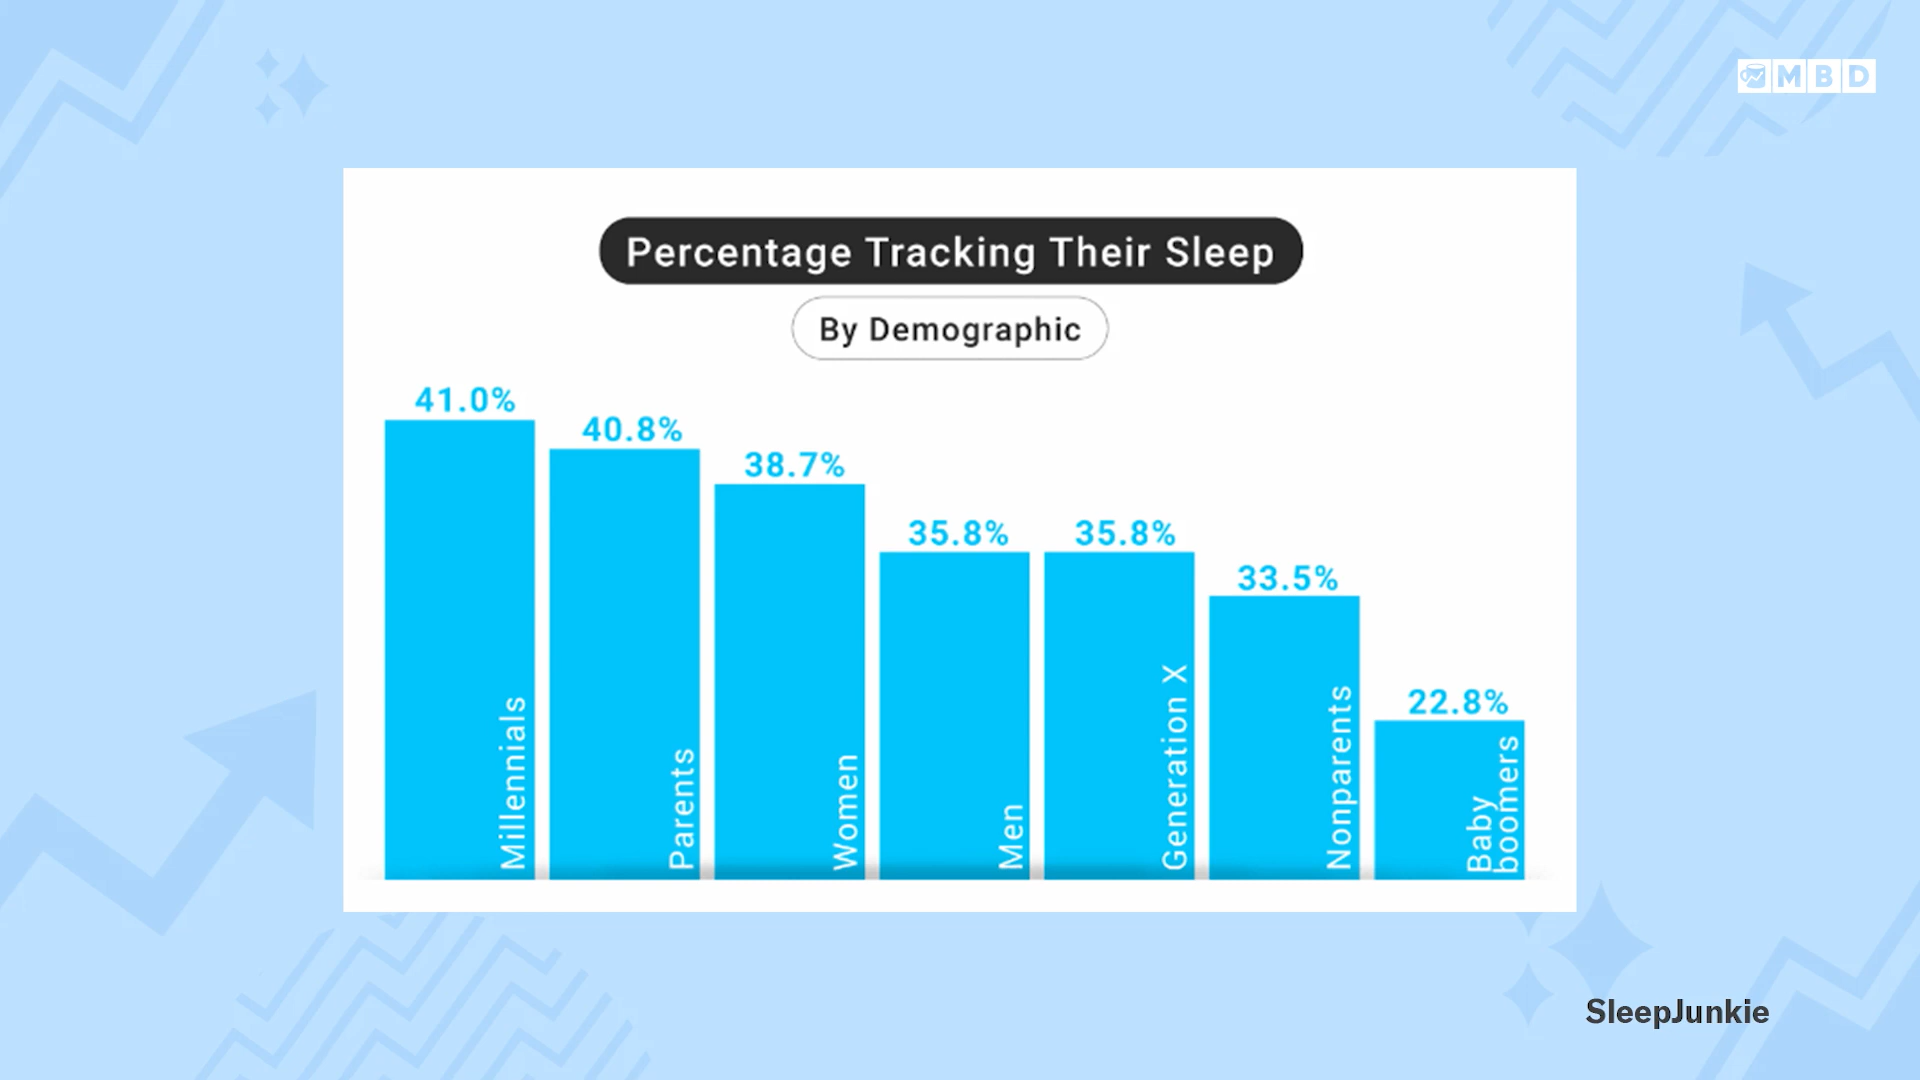 MBD
Percentage Tracking Their Sleep
By Demographic
41.0%
40.8%
38.7%
35.8%
35.8%
33.5%
22.8%
Millennials
Parents
Women
Men
Generation X
Nonparents
Baby
boomers
SleepJunkie